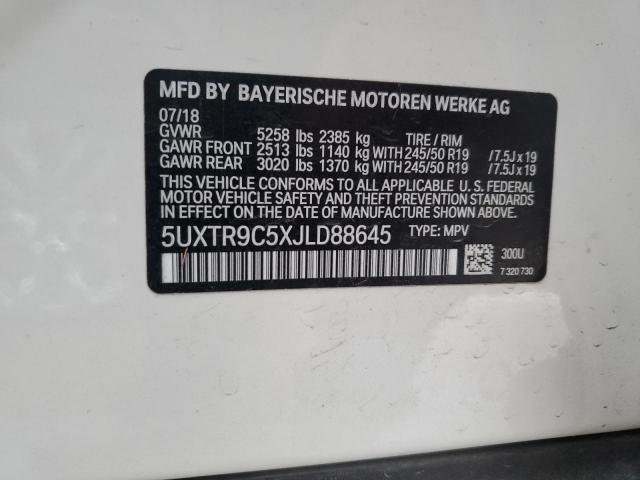 MFD BY BAYERISCHE MOTOREN WERKE AG
07/18
GVWR 5258 lbs 2385 kg TIRE / RIM
GAWR FRONT 2513 lbs 1140 kg WITH 245/50 R19 /7.5J x 19
GAWR REAR 3020 lbs 1370 kg WITH 245/50 R19 /7.5J x 19
THIS VEHICLE CONFORMS TO ALL APPLICABLE U. S. FEDERAL
MOTOR VEHICLE SAFETY AND THEFT PREVENTION STANDARDS
IN EFFECT ON THE DATE OF MANUFACTURE SHOWN ABOVE.
5UXTR9C5XJLD88645 TYPE: MPV
300U
7 320 730